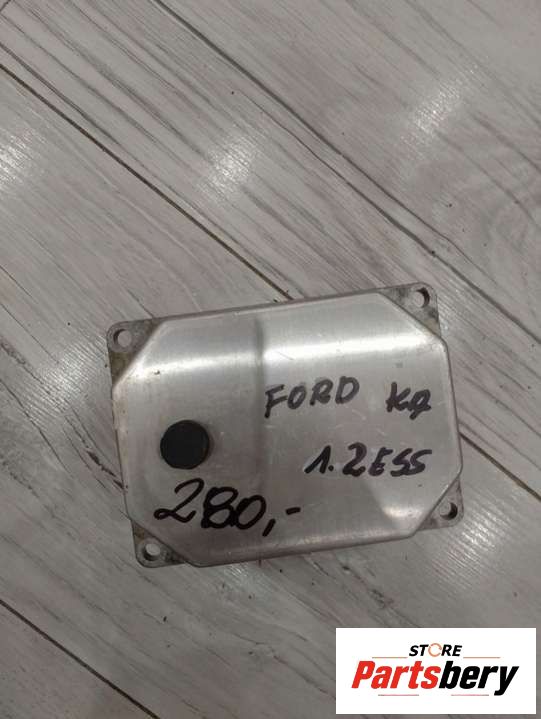 FORD KA
1.2ESS
280,-
STORE
Partsbery